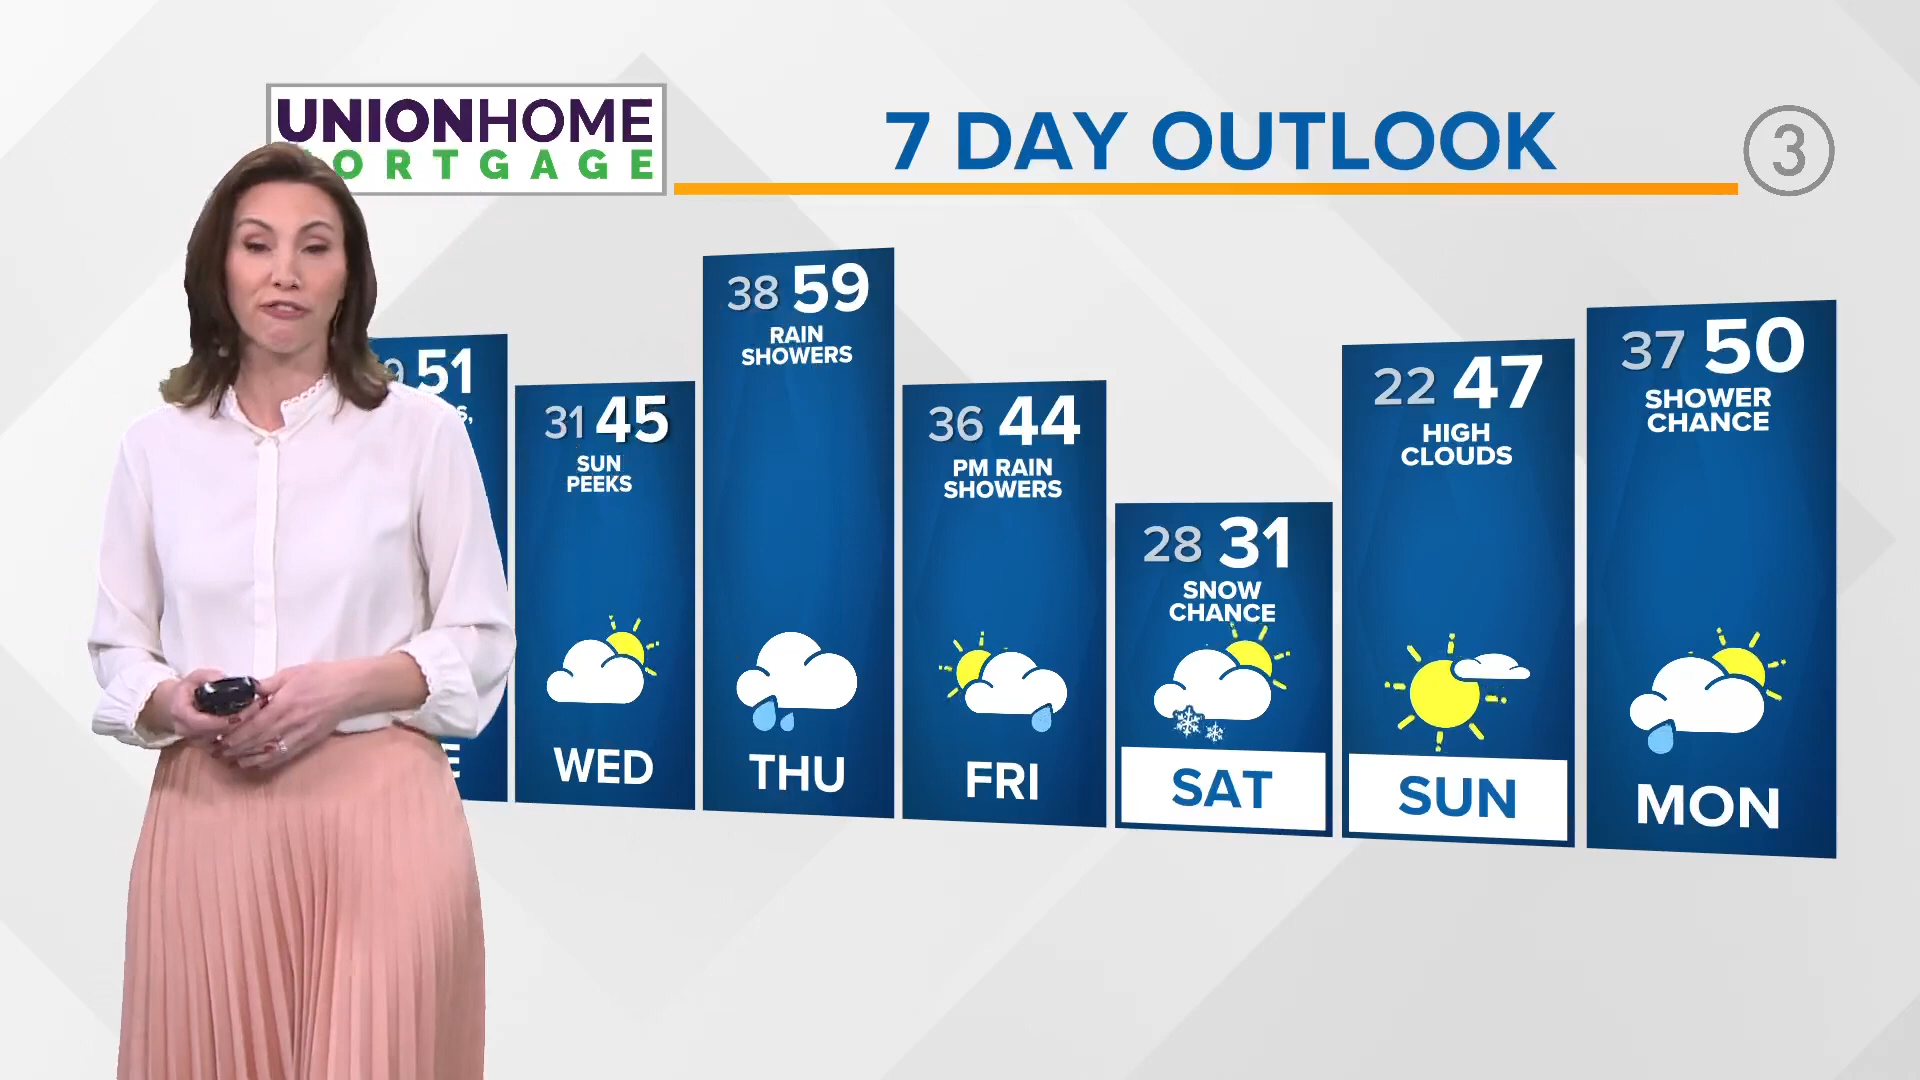 UNIONHOME
ORTGAGE
7 DAY OUTLOOK
3
9 51
S,
E
31 45
SUN
PEEKS
WED
38 59
RAIN
SHOWERS
THU
36 44
PM RAIN
SHOWERS
FRI
28 31
SNOW
CHANCE
SAT
22 47
HIGH
CLOUDS
SUN
37 50
SHOWER
CHANCE
MON